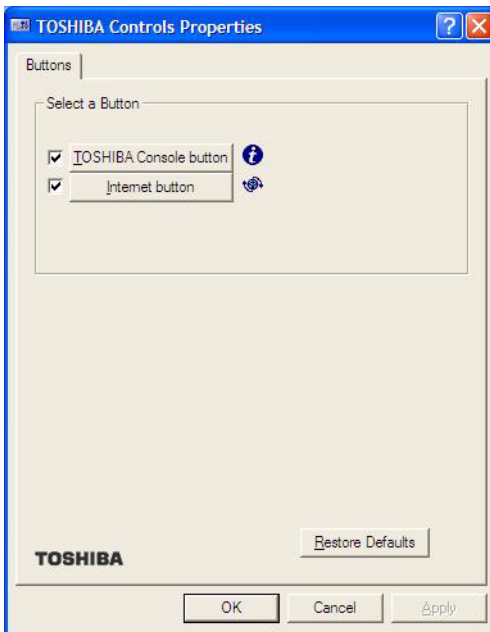 TOSHIBA Controls Properties
Buttons
Select a Button
TOSHIBA Console button
Internet button
Restore Defaults
TOSHIBA
OK Cancel Apply